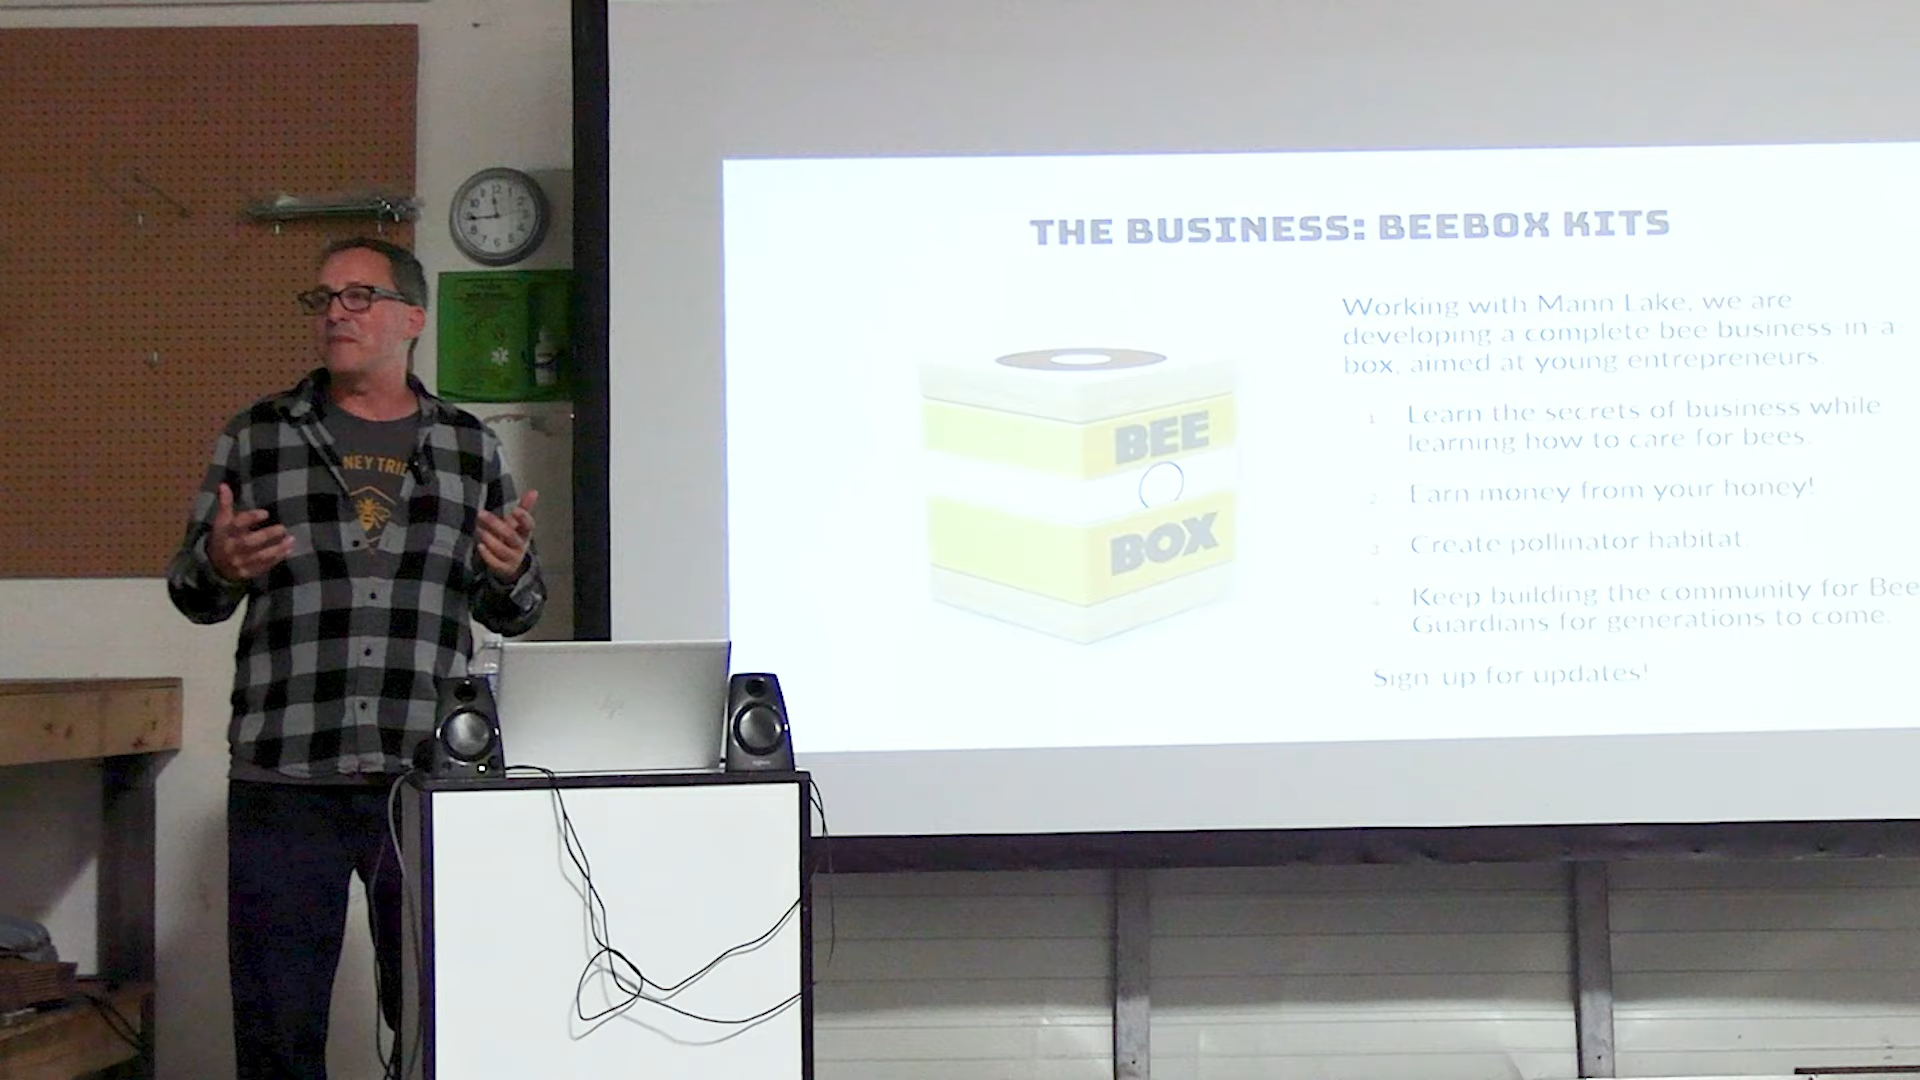 THE BUSINESS: BEEBOX KITS
Working with Mann Lake, we are
developing a complete bee business-in-a-
box, aimed at young entrepreneurs.
1. Learn the secrets of business while
learning how to care for bees.
2. Earn money from your honey!
3. Create pollinator habitat.
4. Keep building the community for Bee
Guardians for generations to come.
Sign up for updates!
BEE
BOX
NEY TRI
hp